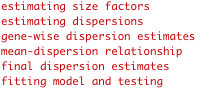 estimating size factors
estimating dispersions
gene-wise dispersion estimates
mean-dispersion relationship
final dispersion estimates
fitting model and testing